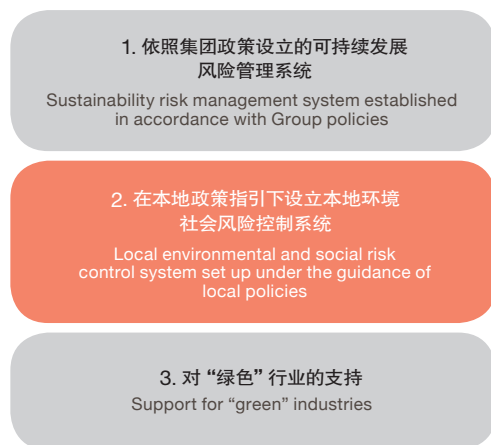 1. 依照集团政策设立的可持续发展
风险管理系统
Sustainability risk management system established
in accordance with Group policies
2. 在本地政策指引下设立本地环境
社会风险控制系统
Local environmental and social risk
control system set up under the guidance of
local policies
3. 对“绿色”行业的支持
Support for “green” industries